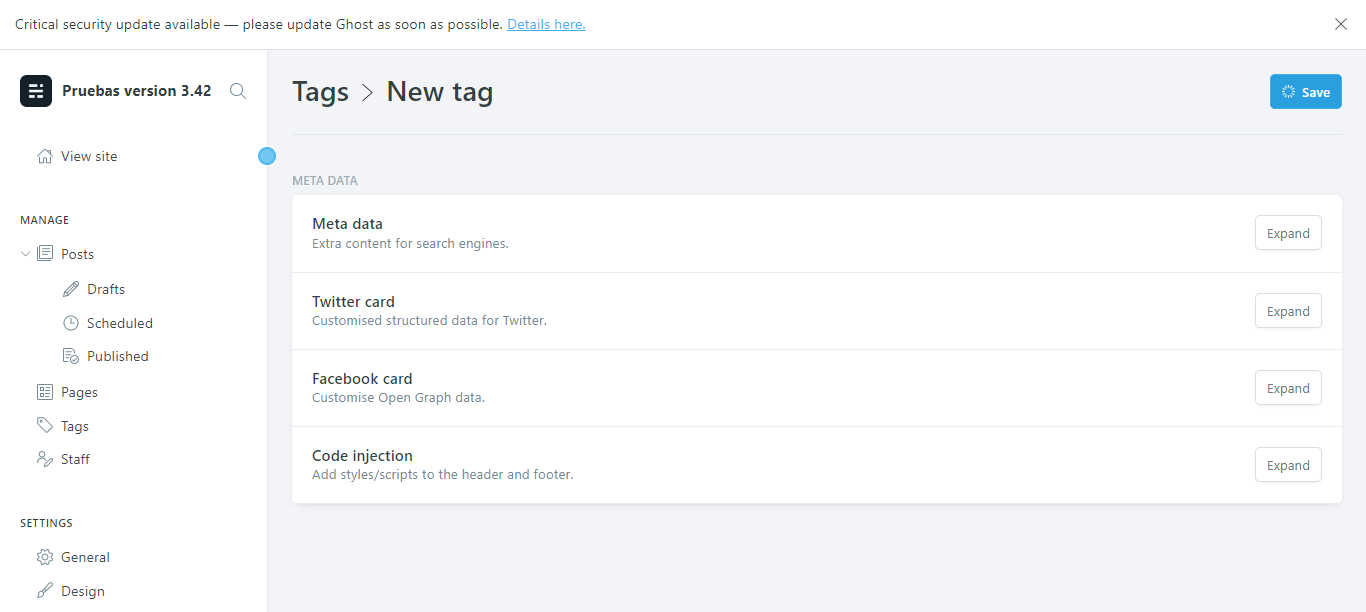 Critical security update available — please update Ghost as soon as possible. Details here.
Pruebas version 3.42
View site
MANAGE
Posts
Drafts
Scheduled
Published
Pages
Tags
Staff
SETTINGS
General
Design
Tags > New tag
Save
META DATA
Meta data
Extra content for search engines.
Expand
Twitter card
Customised structured data for Twitter.
Expand
Facebook card
Customise Open Graph data.
Expand
Code injection
Add styles/scripts to the header and footer.
Expand